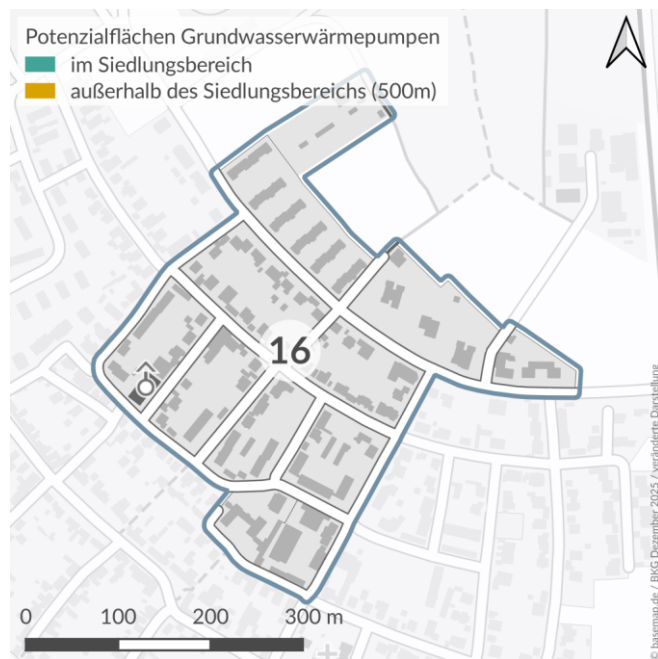 Potenzialflächen Grundwasserwärmepumpen
im Siedlungsbereich
außerhalb des Siedlungsbereichs (500m)
16
0 100 200 300 m
© basemap.de / BKG Dezember 2025 / veränderte Darstellung